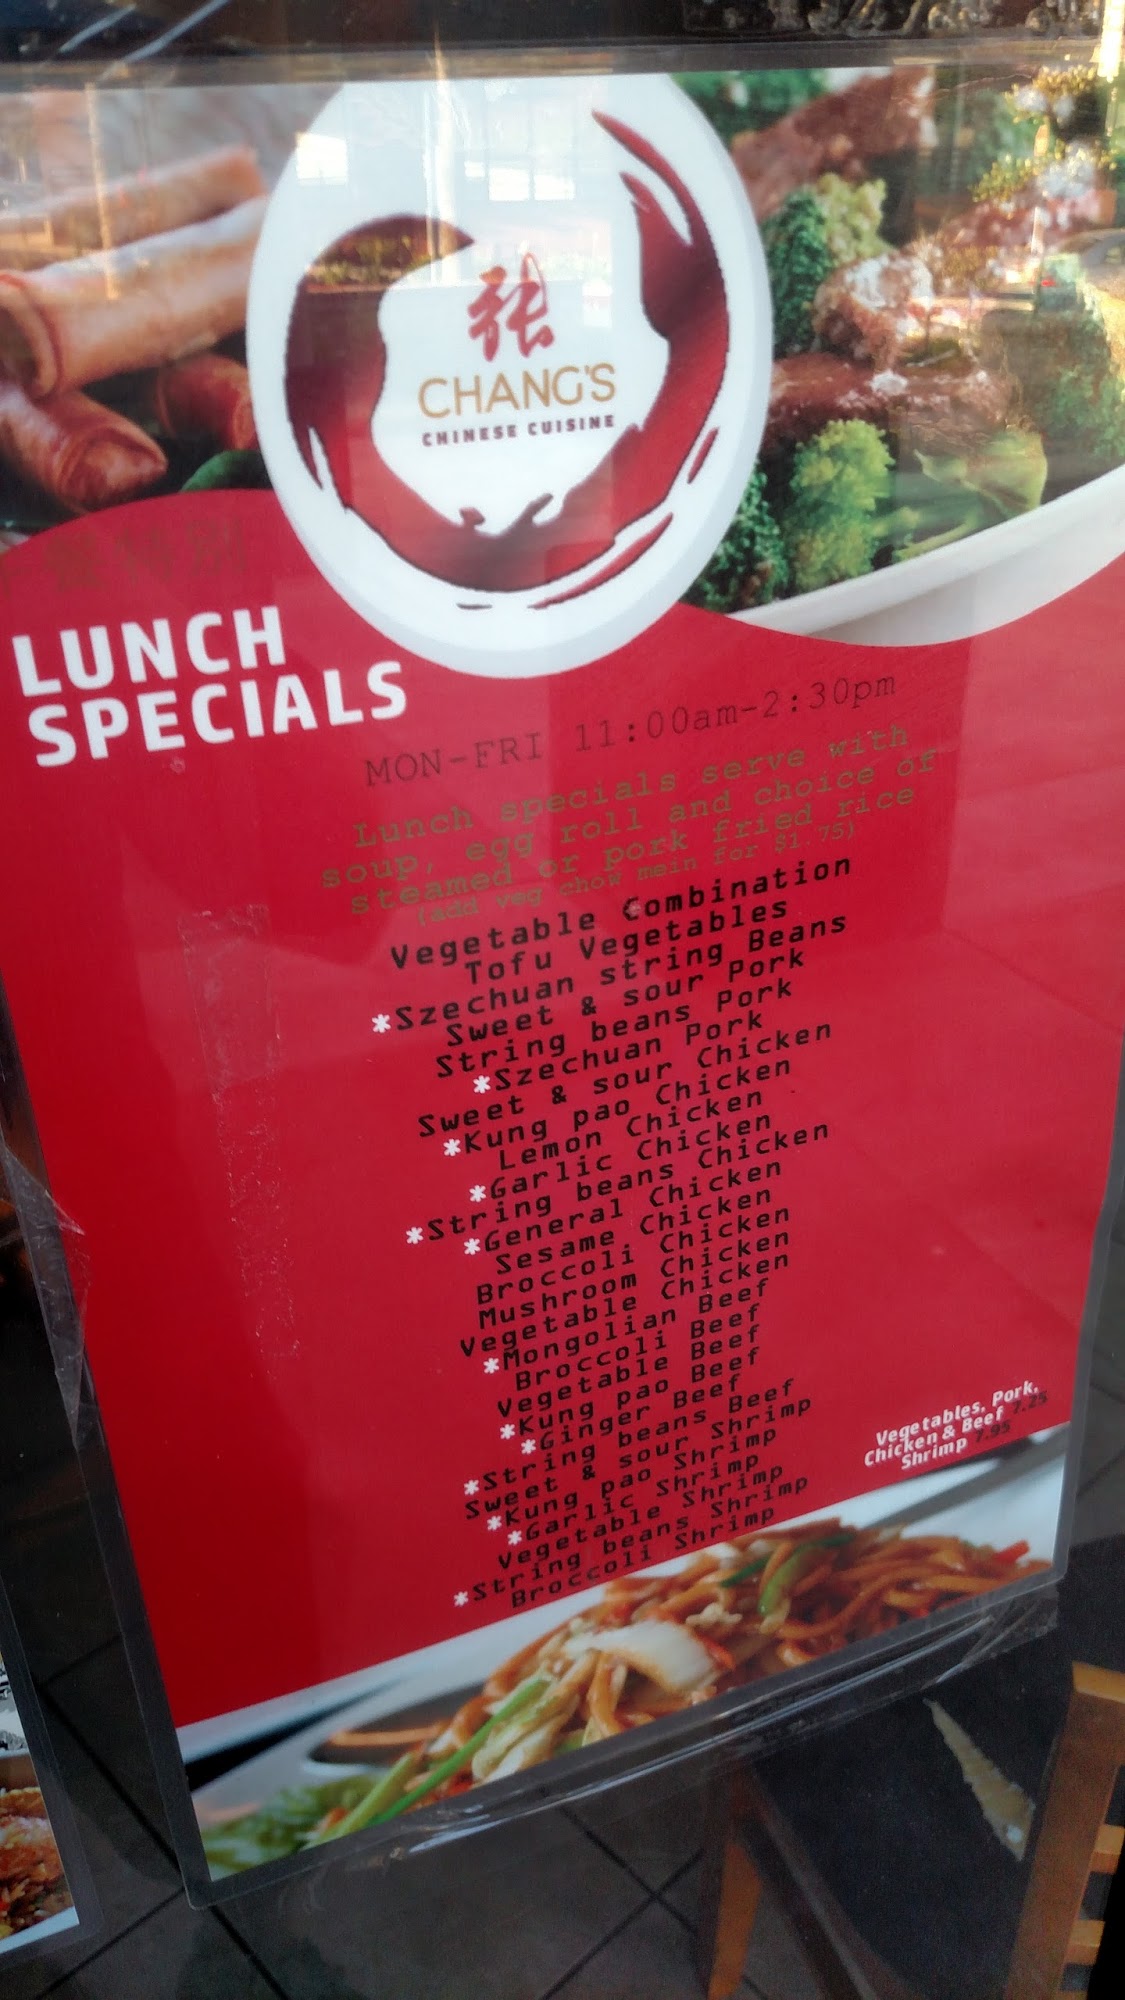 張
CHANG'S
CHINESE CUISINE
午餐特別
LUNCH
SPECIALS
MON-FRI 11:00am-2:30pm
Lunch specials serve with
soup, egg roll and choice of
steamed or pork fried rice
(add veg chow mein for $1.75)
Vegetable Combination
Tofu Vegetables
*Szechuan string Beans
Sweet & sour Pork
String beans Pork
*Szechuan Pork
Sweet & sour Chicken
*Kung pao Chicken
Lemon Chicken
*Garlic Chicken
*String beans Chicken
*General Chicken
Sesame Chicken
Broccoli Chicken
Mushroom Chicken
Vegetable Chicken
*Mongolian Beef
Broccoli Beef
Vegetable Beef
*Kung pao Beef
*Ginger Beef
*String beans Beef
Sweet & sour Shrimp
*Kung pao Shrimp
*Garlic Shrimp
Vegetable Shrimp
*String beans Shrimp
Broccoli Shrimp
Vegetables, Pork,
Chicken & Beef 7.25
Shrimp 7.95